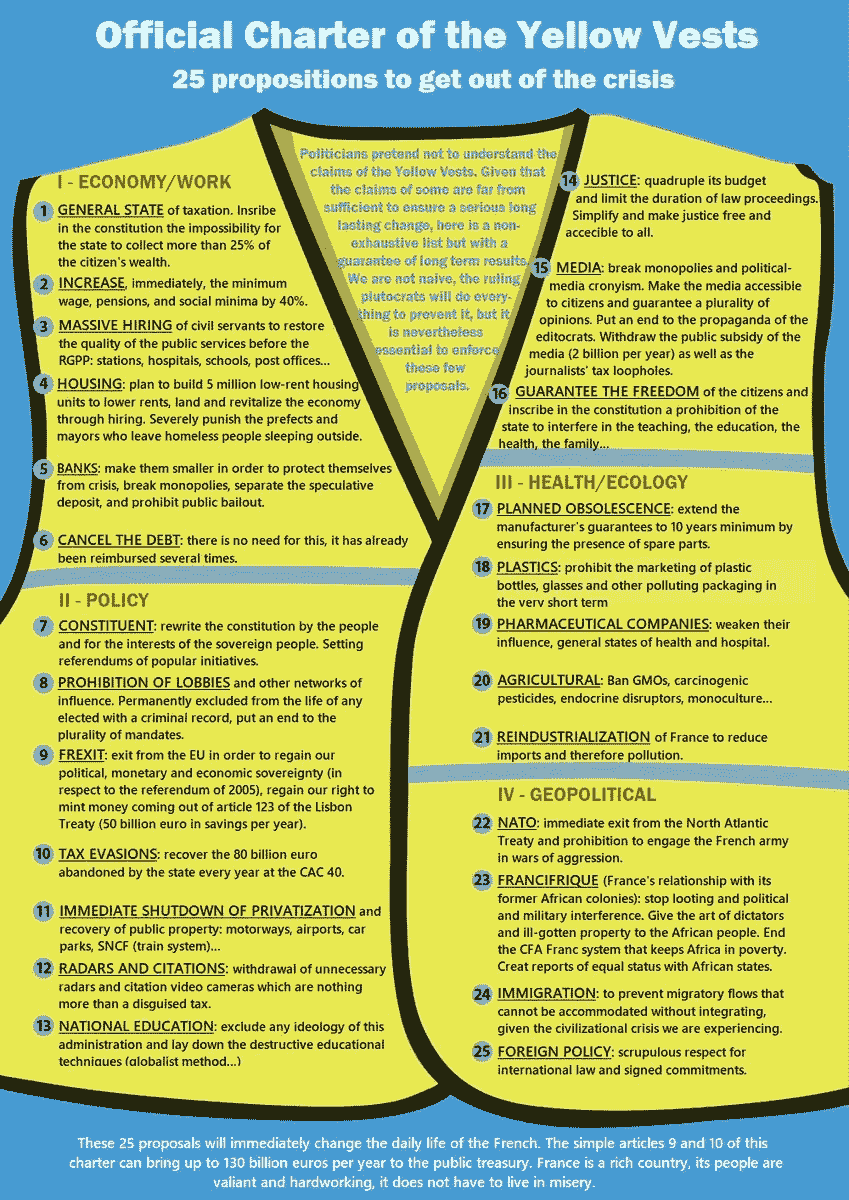 Official Charter of the Yellow Vests
25 propositions to get out of the crisis
Politicians pretend not to understand the
claims of the Yellow Vests. Given that
the claims of some are far from
sufficient to ensure a serious long
lasting change, here is a non-
exhaustive list but with a
guarantee of long term results.
We are not naive, the ruling
plutocrats will do every-
thing to prevent it, but it
is nevertheless
essential to enforce
these few
proposals.
I - ECONOMY/WORK
1 GENERAL STATE of taxation. Insribe
in the constitution the impossibility for
the state to collect more than 25% of
the citizen's wealth.
2 INCREASE, immediately, the minimum
wage, pensions, and social minima by 40%.
3 MASSIVE HIRING of civil servants to restore
the quality of the public services before the
RGPP: stations, hospitals, schools, post offices...
4 HOUSING: plan to build 5 million low-rent housing
units to lower rents, land and revitalize the economy
through hiring. Severely punish the prefects and
mayors who leave homeless people sleeping outside.
5 BANKS: make them smaller in order to protect themselves
from crisis, break monopolies, separate the speculative
deposit, and prohibit public bailout.
6 CANCEL THE DEBT: there is no need for this, it has already
been reimbursed several times.
II - POLICY
7 CONSTITUENT: rewrite the constitution by the people
and for the interests of the sovereign people. Setting
referendums of popular initiatives.
8 PROHIBITION OF LOBBIES and other networks of
influence. Permanently excluded from the life of any
elected with a criminal record, put an end to the
plurality of mandates.
9 FREXIT: exit from the EU in order to regain our
political, monetary and economic sovereignty (in
respect to the referendum of 2005), regain our right to
mint money coming out of article 123 of the Lisbon
Treaty (50 billion euro in savings per year).
10 TAX EVASIONS: recover the 80 billion euro
abandoned by the state every year at the CAC 40.
11 IMMEDIATE SHUTDOWN OF PRIVATIZATION and
recovery of public property: motorways, airports, car
parks, SNCF (train system)...
12 RADARS AND CITATIONS: withdrawal of unnecessary
radars and citation video cameras which are nothing
more than a disguised tax.
13 NATIONAL EDUCATION: exclude any ideology of this
administration and lay down the destructive educational
techniques (globalist method...)
14 JUSTICE: quadruple its budget
and limit the duration of law proceedings.
Simplify and make justice free and
accecible to all.
15 MEDIA: break monopolies and political-
media cronyism. Make the media accessible
to citizens and guarantee a plurality of
opinions. Put an end to the propaganda of the
editocrats. Withdraw the public subsidy of the
media (2 billion per year) as well as the
journalists' tax loopholes.
16 GUARANTEE THE FREEDOM of the citizens and
inscribe in the constitution a prohibition of the
state to interfere in the teaching, the education, the
health, the family...
III - HEALTH/ECOLOGY
17 PLANNED OBSOLESCENCE: extend the
manufacturer's guarantees to 10 years minimum by
ensuring the presence of spare parts.
18 PLASTICS: prohibit the marketing of plastic
bottles, glasses and other polluting packaging in
the very short term
19 PHARMACEUTICAL COMPANIES: weaken their
influence, general states of health and hospital.
20 AGRICULTURAL: Ban GMOs, carcinogenic
pesticides, endocrine disruptors, monoculture...
21 REINDUSTRIALIZATION of France to reduce
imports and therefore pollution.
IV - GEOPOLITICAL
22 NATO: immediate exit from the North Atlantic
Treaty and prohibition to engage the French army
in wars of aggression.
23 FRANCIFRIQUE (France's relationship with its
former African colonies): stop looting and political
and military interference. Give the art of dictators
and ill-gotten property to the African people. End
the CFA Franc system that keeps Africa in poverty.
Creat reports of equal status with African states.
24 IMMIGRATION: to prevent migratory flows that
cannot be accommodated without integrating,
given the civilizational crisis we are experiencing.
25 FOREIGN POLICY: scrupulous respect for
international law and signed commitments.
These 25 proposals will immediately change the daily life of the French. The simple articles 9 and 10 of this
charter can bring up to 130 billion euros per year to the public treasury. France is a rich country, its people are
valiant and hardworking, it does not have to live in misery.